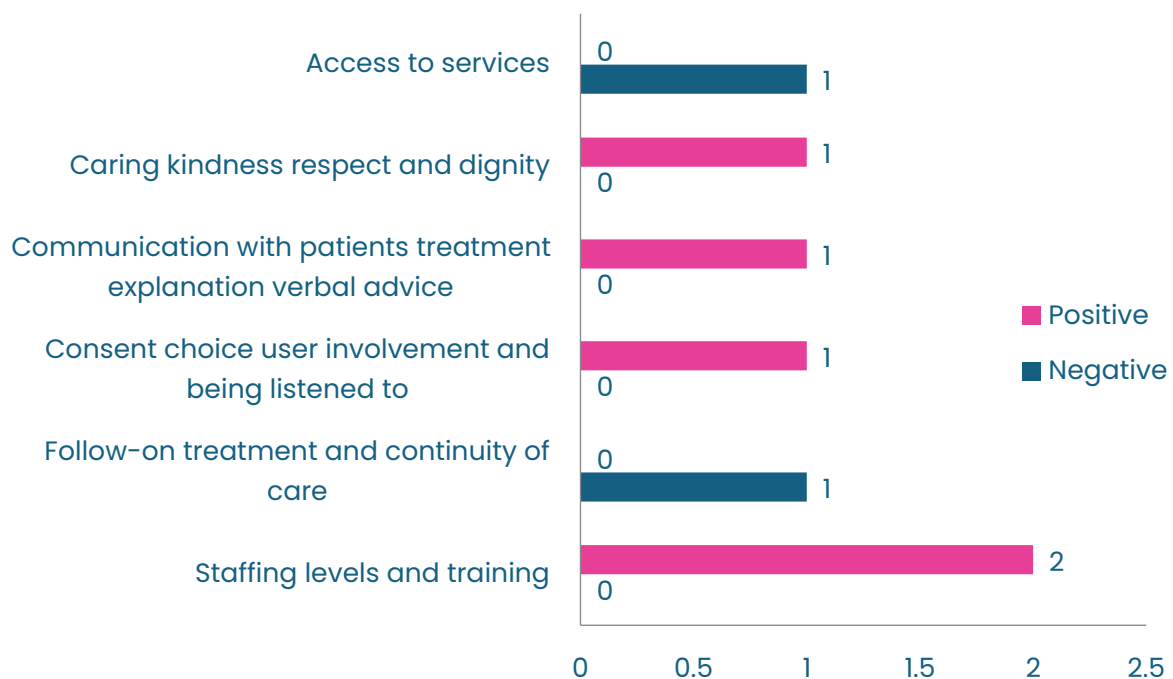 Access to services
0
1
Caring kindness respect and dignity
1
0
Communication with patients treatment
explanation verbal advice
1
0
Consent choice user involvement and
being listened to
1
0
Follow-on treatment and continuity of
care
0
1
Staffing levels and training
2
0
0 0.5 1 1.5 2 2.5
Positive
Negative